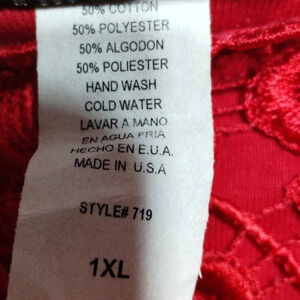 50% COTTON
50% POLYESTER
50% ALGODON
50% POLIESTER
HAND WASH
COLD WATER
LAVAR A MANO
EN AGUA FRIA
HECHO EN E.U.A.
MADE IN U.S.A
STYLE# 719
1XL